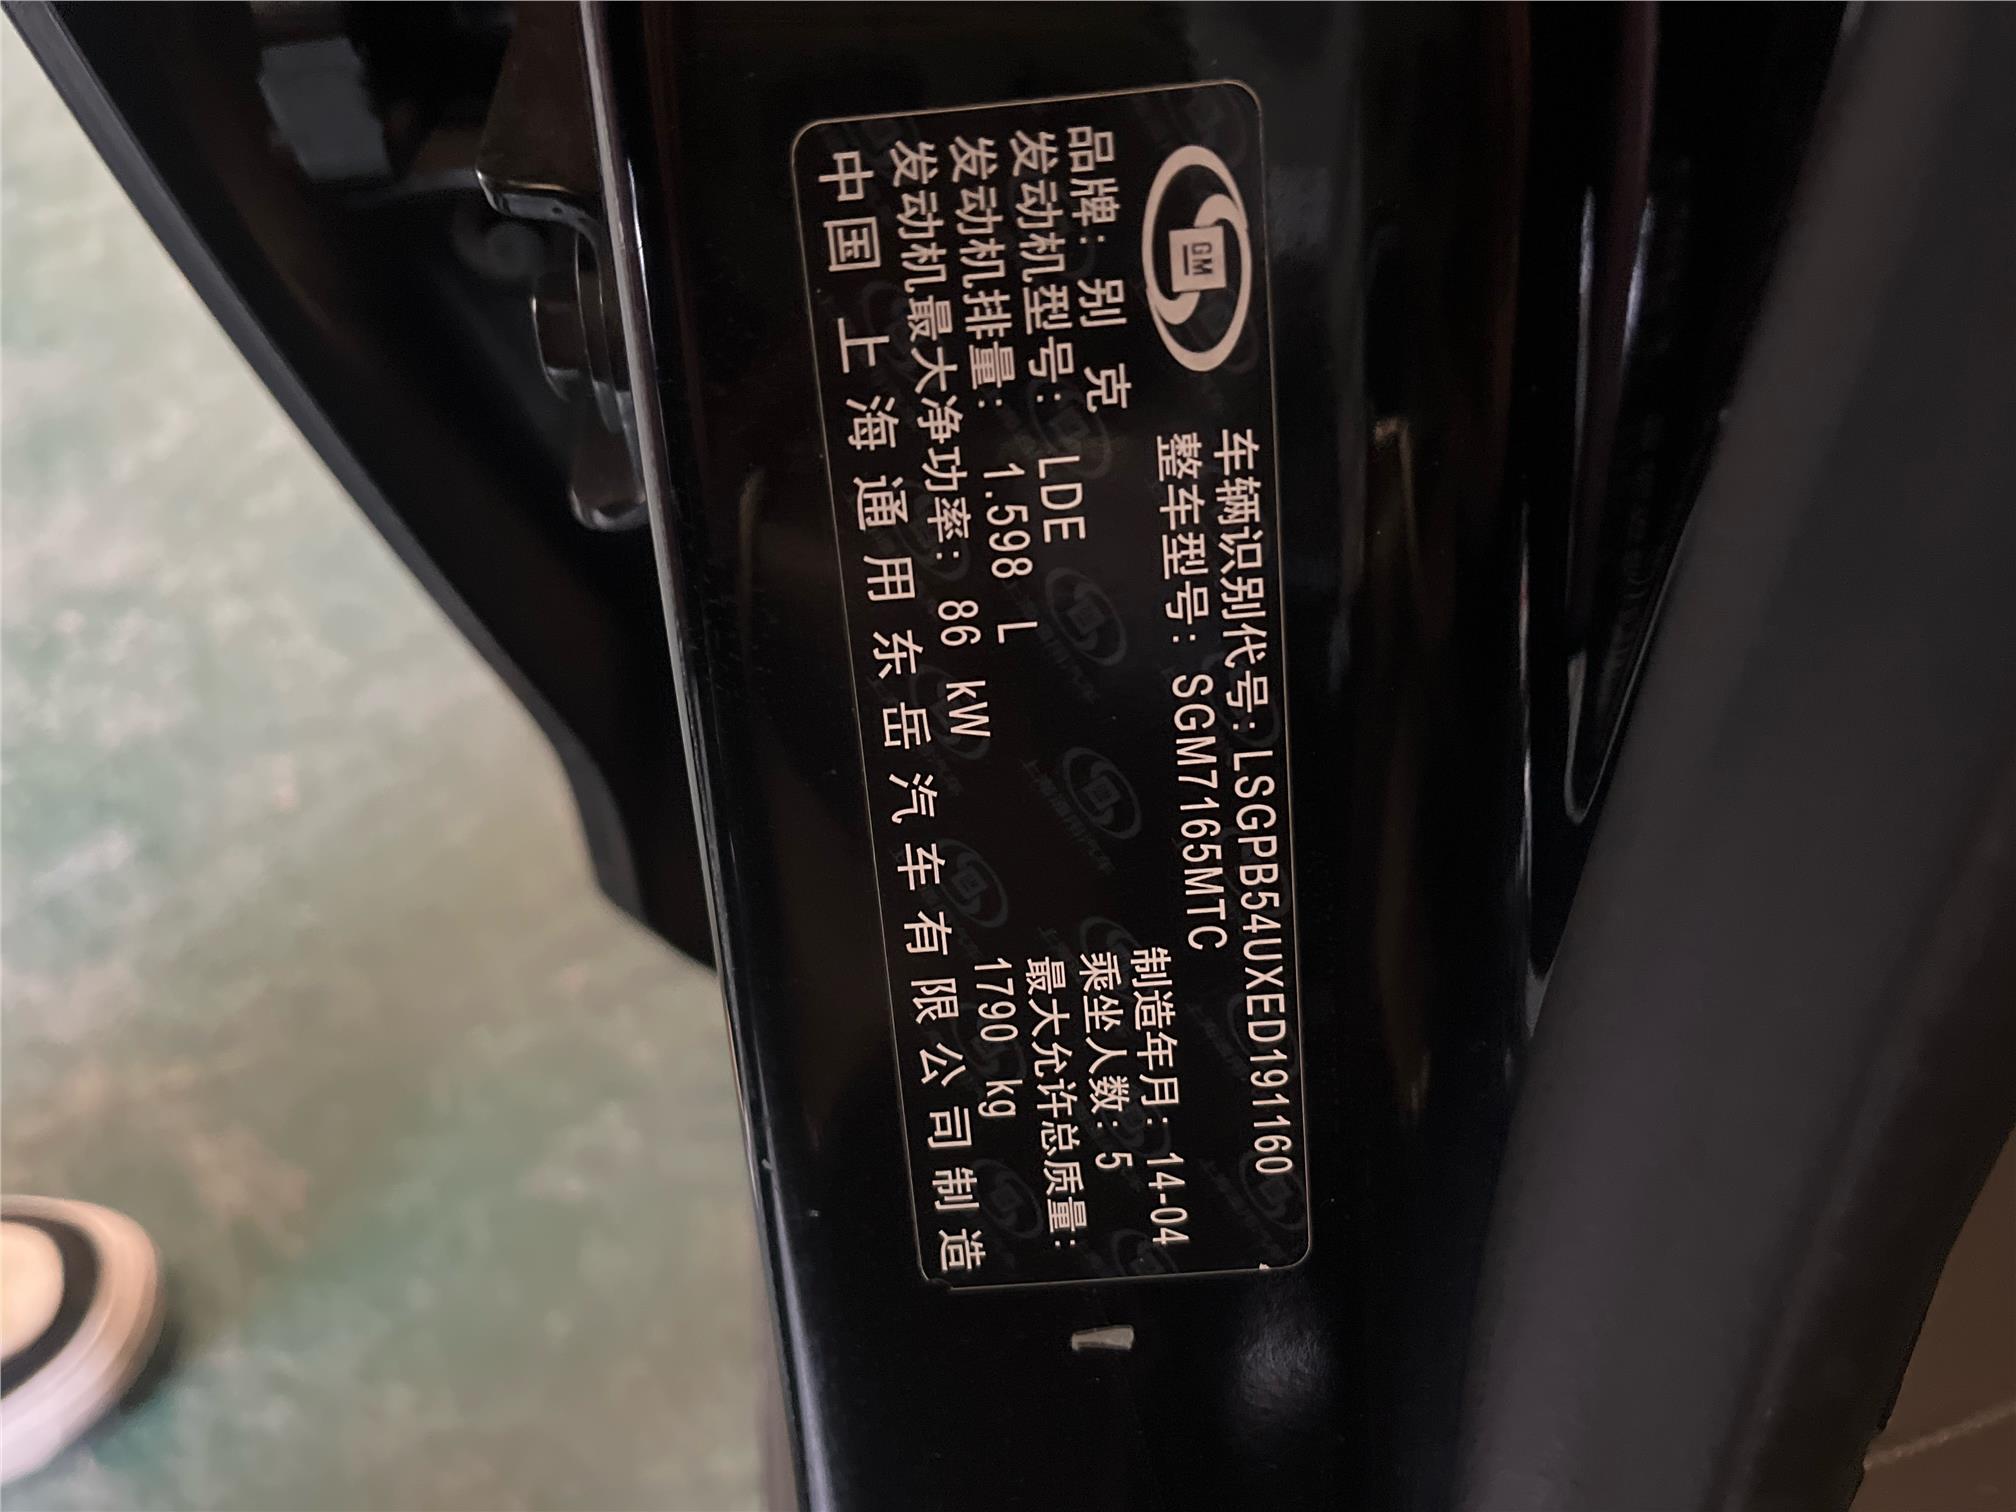 GM
车辆识别代号:LSGPB54UXED191160
整车型号: SGM7165MTC
品牌: 别 克
制造年月: 14-04
发动机型号: LDE
乘坐人数: 5
发动机排量: 1.598 L
最大允许总质量:
发动机最大净功率: 86 kW
1790 kg
中国 上海通用东岳汽车有限公司制造